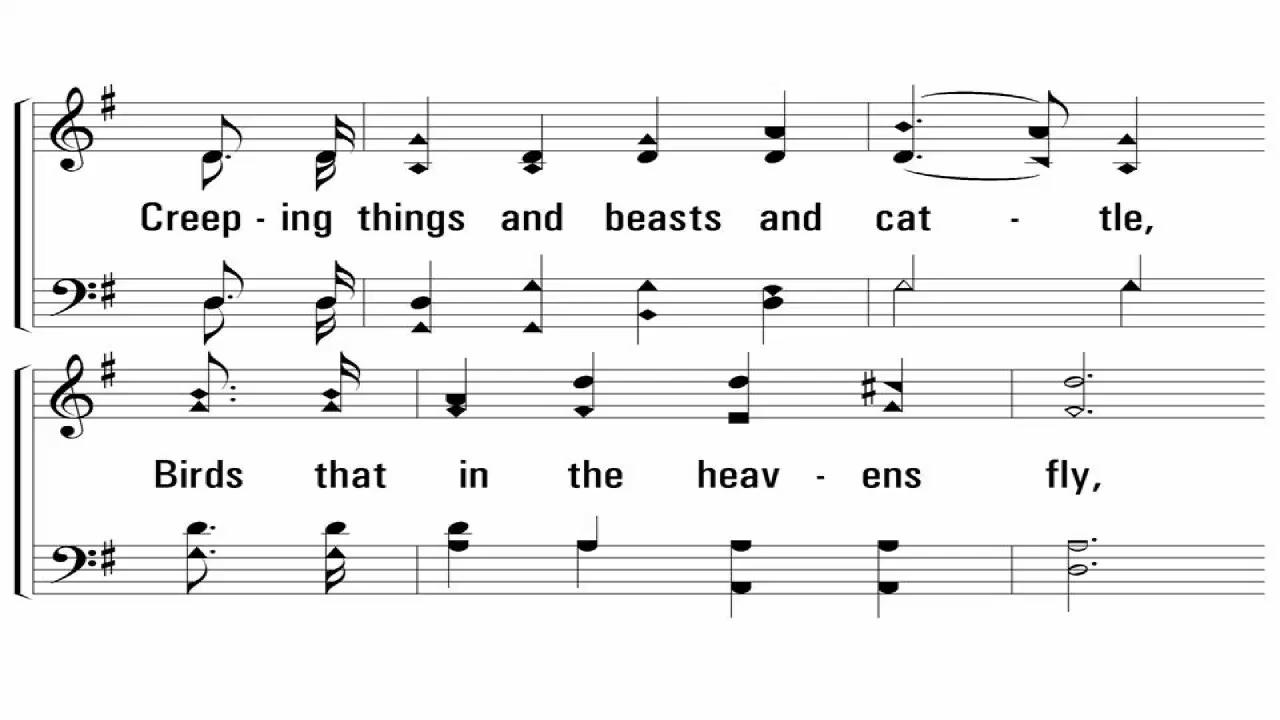 Creep - ing things and beasts and cat - tle,
Birds that in the heav - ens fly,